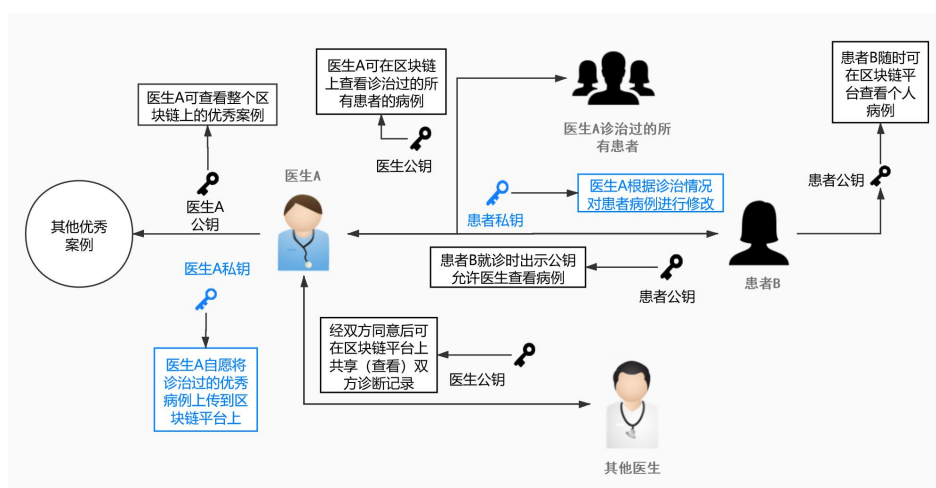 医生A可查看整个区
块链上的优秀案例
医生A可在区块链
上查看诊治过的所
有患者的病例
医生公钥
医生A诊治过的所
有患者
患者B随时可
在区块链平
台查看个人
病例
患者公钥
医生A
医生A
公钥
其他优秀
案例
医生A私钥
医生A自愿将
诊治过的优秀
病例上传到区
块链平台上
患者私钥
医生A根据诊治情况
对患者病例进行修改
患者B就诊时出示公钥
允许医生查看病例
患者公钥
患者B
经双方同意后可
在区块链平台上
共享（查看）双
方诊断记录
医生公钥
其他医生